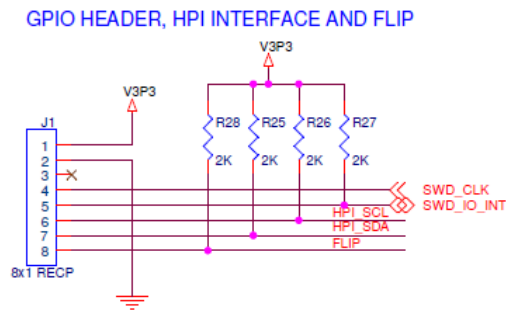 GPIO HEADER, HPI INTERFACE AND FLIP
V3P3
V3P3
J1
R28 R25 R26 R27
2K 2K 2K 2K
1
2
3
4 SWD_CLK
5 SWD_IO_INT
6 HPI_SCL
7 HPI_SDA
8 FLIP
8x1 RECP